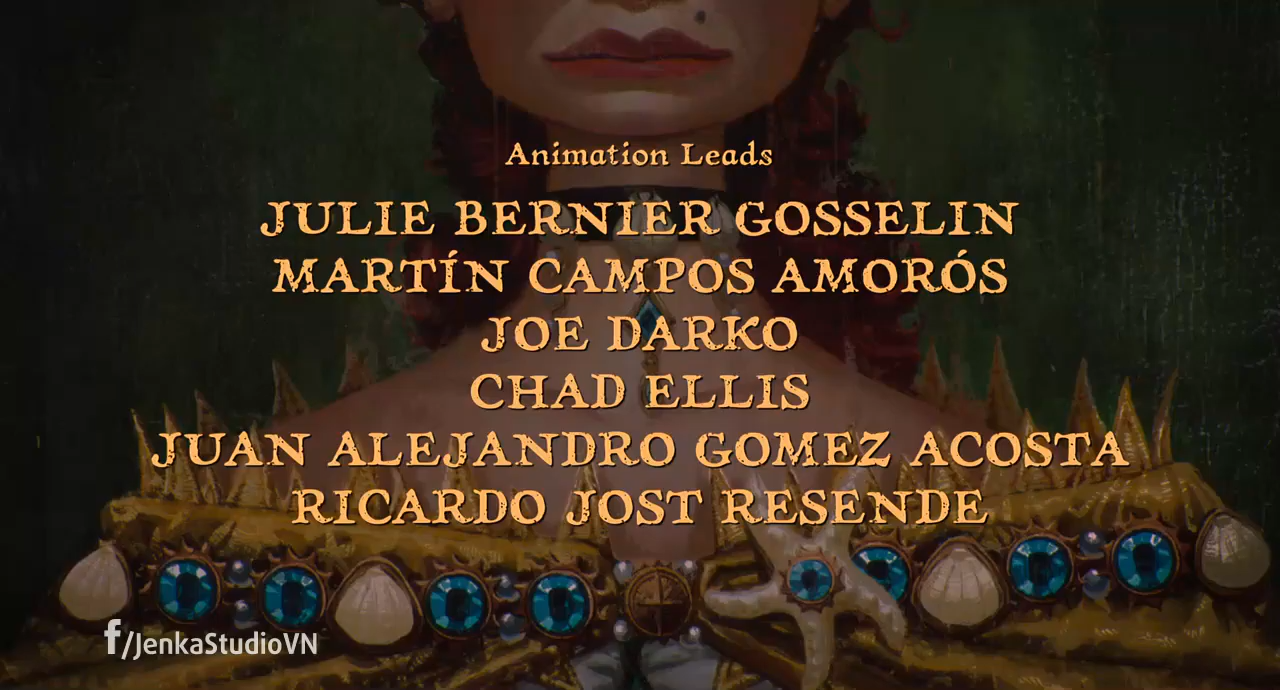 Animation Leads
JULIE BERNIER GOSSELIN
MARTÍN CAMPOS AMORÓS
JOE DARKO
CHAD ELLIS
JUAN ALEJANDRO GOMEZ ACOSTA
RICARDO JOST RESENDE
f/JenkaStudioVN